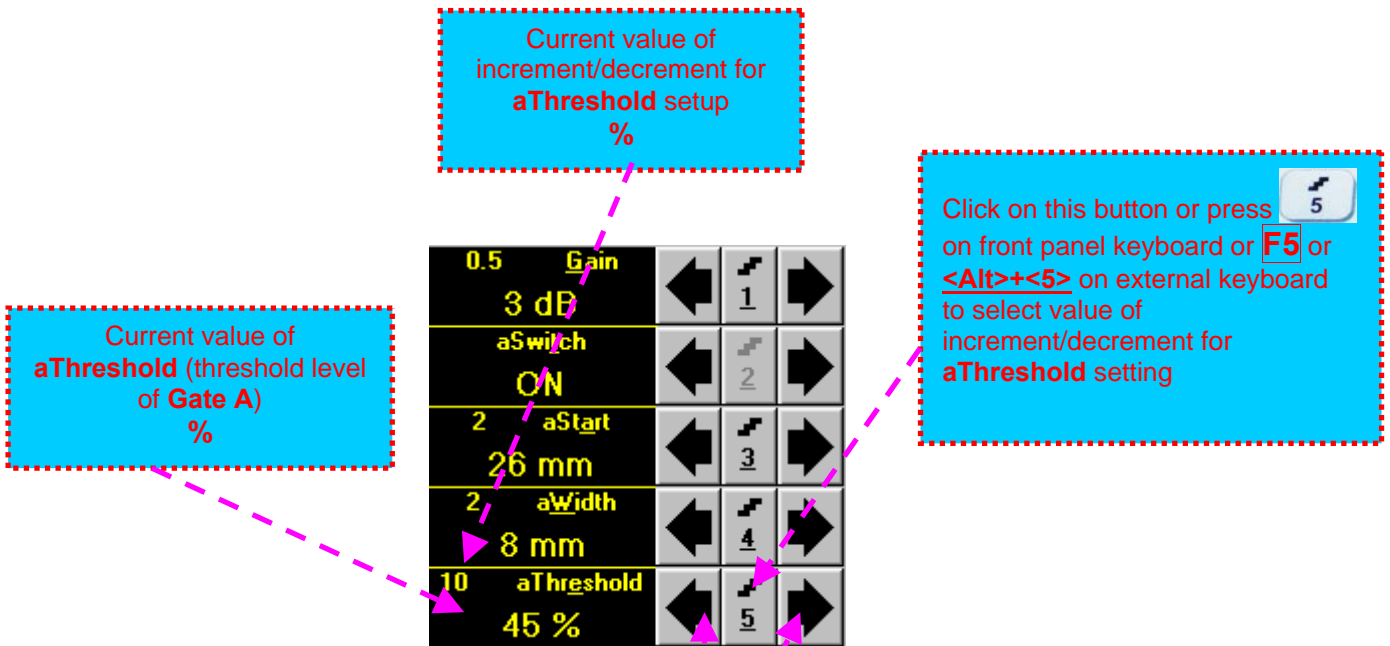 Current value of
increment/decrement for
aThreshold setup
%
Click on this button or press 5
on front panel keyboard or F5 or
<Alt>+<5> on external keyboard
to select value of
increment/decrement for
aThreshold setting
Current value of
aThreshold (threshold level
of Gate A)
%
0.5 Gain
3 dB
1
aSwitch
ON
2
2 aStart
26 mm
3
2 aWidth
8 mm
4
10 aThreshold
45 %
5